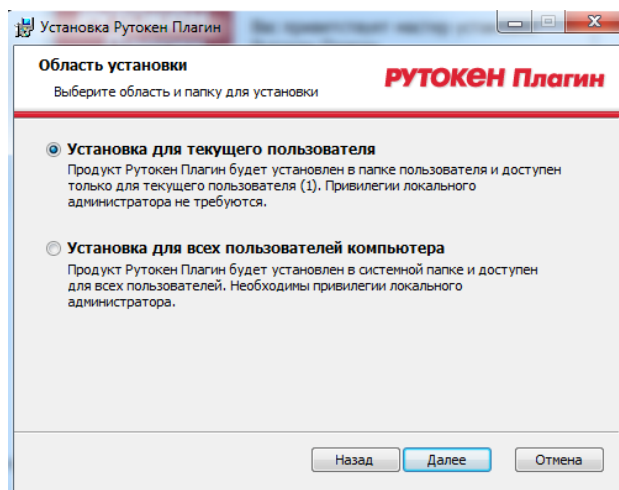 Установка Рутокен Плагин
Область установки
Выберите область и папку для установки
РУТОКЕН Плагин
Установка для текущего пользователя
Продукт Рутокен Плагин будет установлен в папке пользователя и доступен
только для текущего пользователя (1). Привилегии локального
администратора не требуются.
Установка для всех пользователей компьютера
Продукт Рутокен Плагин будет установлен в системной папке и доступен
для всех пользователей. Необходимы привилегии локального
администратора.
Назад Далее Отмена